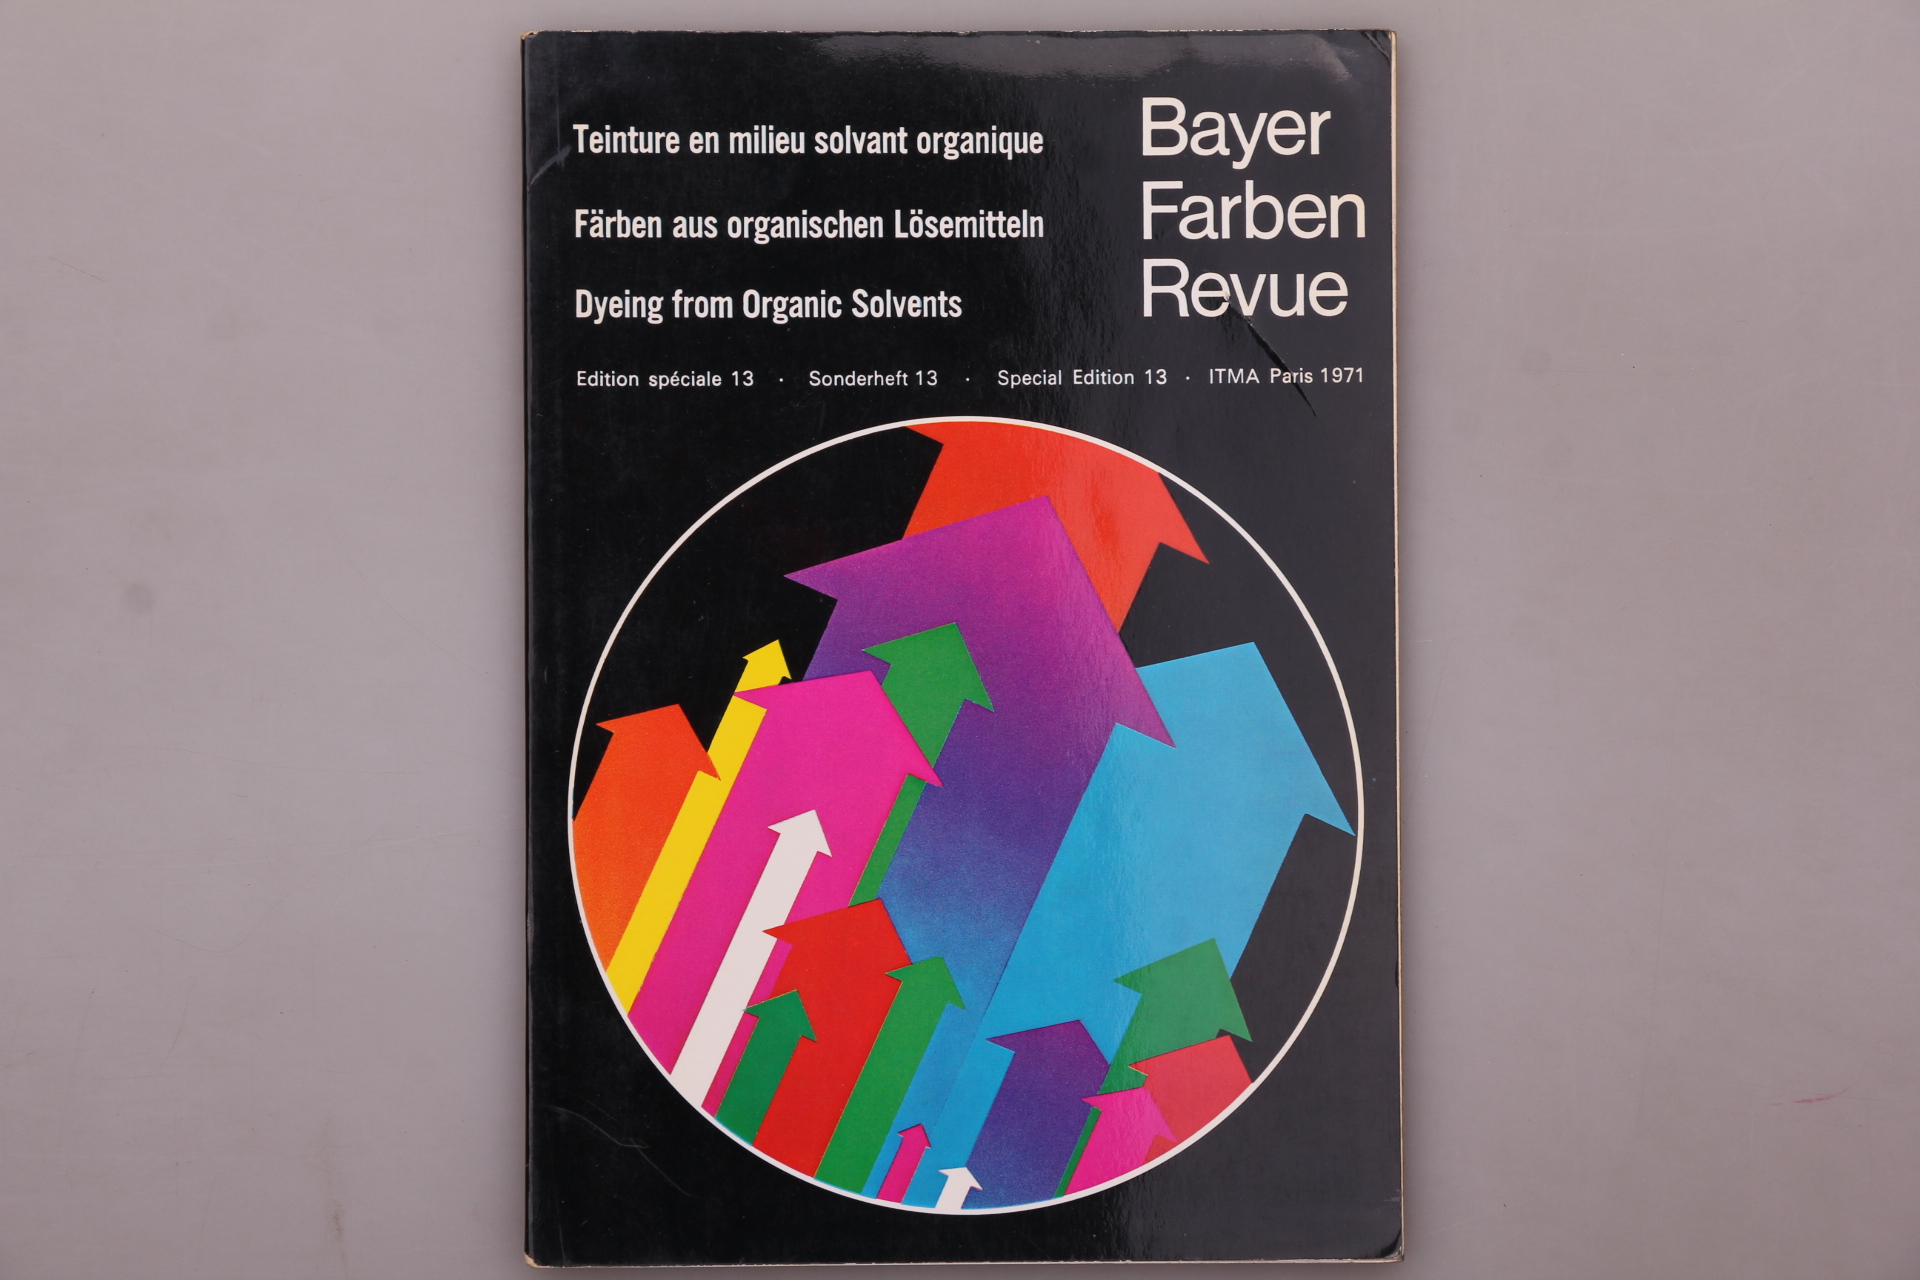 Teinture en milieu solvant organique
Färben aus organischen Lösemitteln
Dyeing from Organic Solvents
Bayer
Farben
Revue
Edition spéciale 13 · Sonderheft 13 · Special Edition 13 · ITMA Paris 1971